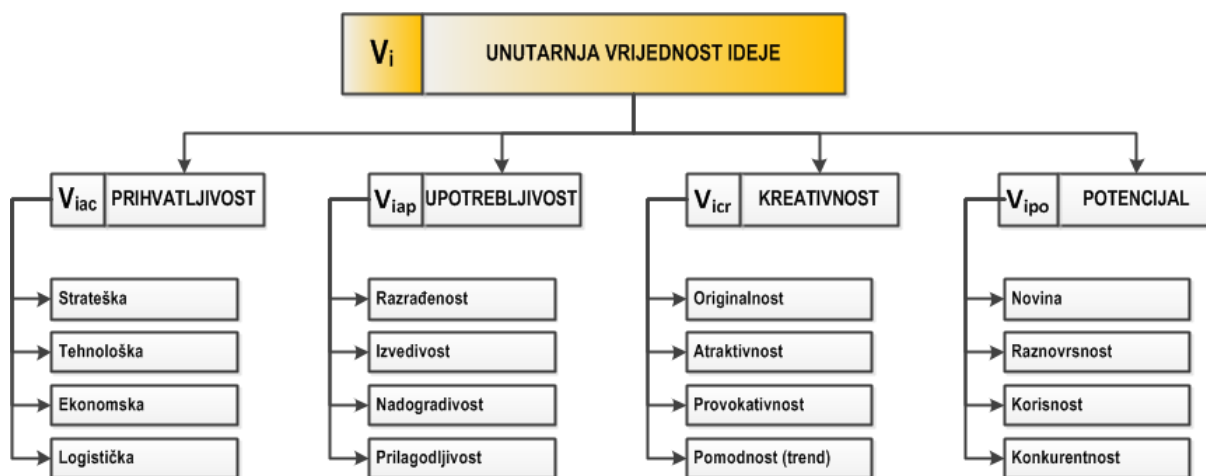 Vi UNUTARNJA VRIJEDNOST IDEJE
Viac PRIHVATLJIVOST
Strateška
Tehnološka
Ekonomska
Logistička
Viap UPOTREBLJIVOST
Razrađenost
Izvedivost
Nadogradivost
Prilagodljivost
Vicr KREATIVNOST
Originalnost
Atraktivnost
Provokativnost
Pomodnost (trend)
Vipo POTENCIJAL
Novina
Raznovrsnost
Korisnost
Konkurentnost